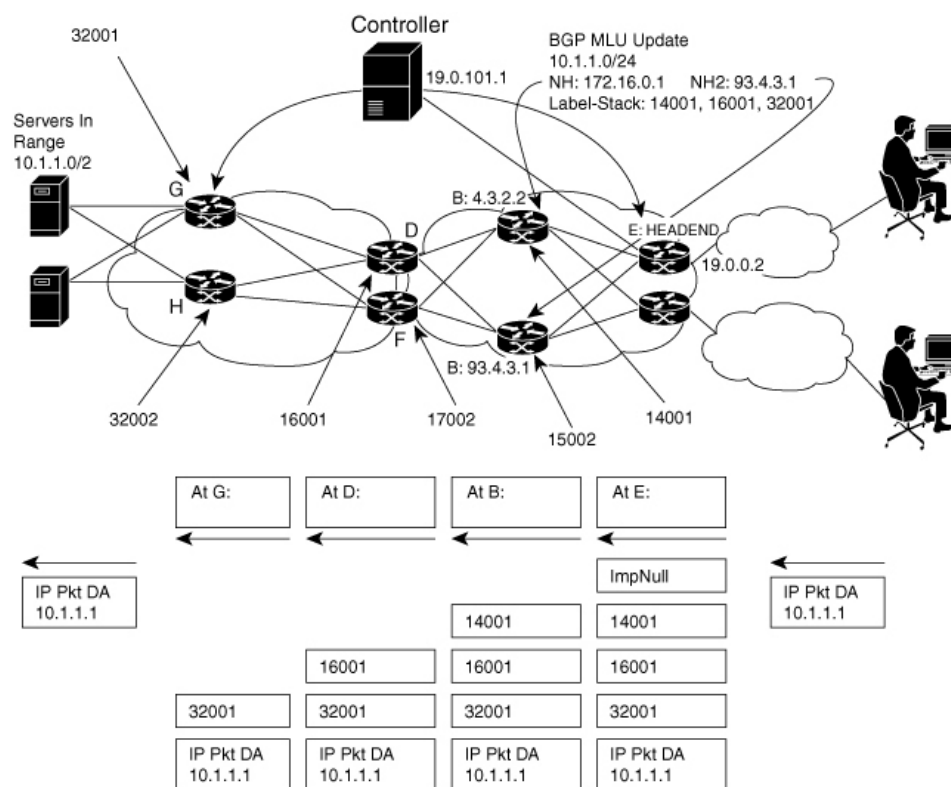 Controller
32001
BGP MLU Update
10.1.1.0/24
NH: 172.16.0.1 NH2: 93.4.3.1
Label-Stack: 14001, 16001, 32001
19.0.101.1
Servers In
Range
10.1.1.0/2
G
B: 4.3.2.2
D
E: HEADEND
19.0.0.2
H
F
B: 93.4.3.1
32002
16001
17002
15002
14001
At G:
At D:
At B:
At E:
ImpNull
IP Pkt DA
10.1.1.1
IP Pkt DA
10.1.1.1
14001
14001
16001
16001
16001
32001
32001
32001
32001
IP Pkt DA
10.1.1.1
IP Pkt DA
10.1.1.1
IP Pkt DA
10.1.1.1
IP Pkt DA
10.1.1.1